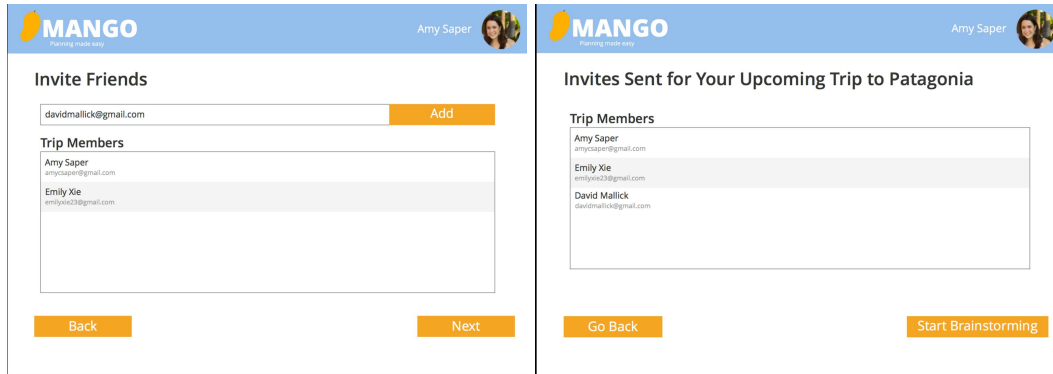 MANGO
Planning made easy
Amy Saper
Invite Friends
davidmallick@gmail.com
Add
Trip Members
Amy Saper
amycsaper@gmail.com
Emily Xie
emilyxie23@gmail.com
Back
Next
MANGO
Planning made easy
Amy Saper
Invites Sent for Your Upcoming Trip to Patagonia
Trip Members
Amy Saper
amycsaper@gmail.com
Emily Xie
emilyxie23@gmail.com
David Mallick
davidmallick@gmail.com
Go Back
Start Brainstorming